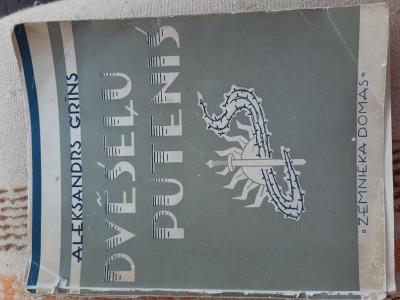 ALEKSANDRS GRĪNS
DVĒSEĻU
PUTENIS
"ZEMNIEKA DOMAS"